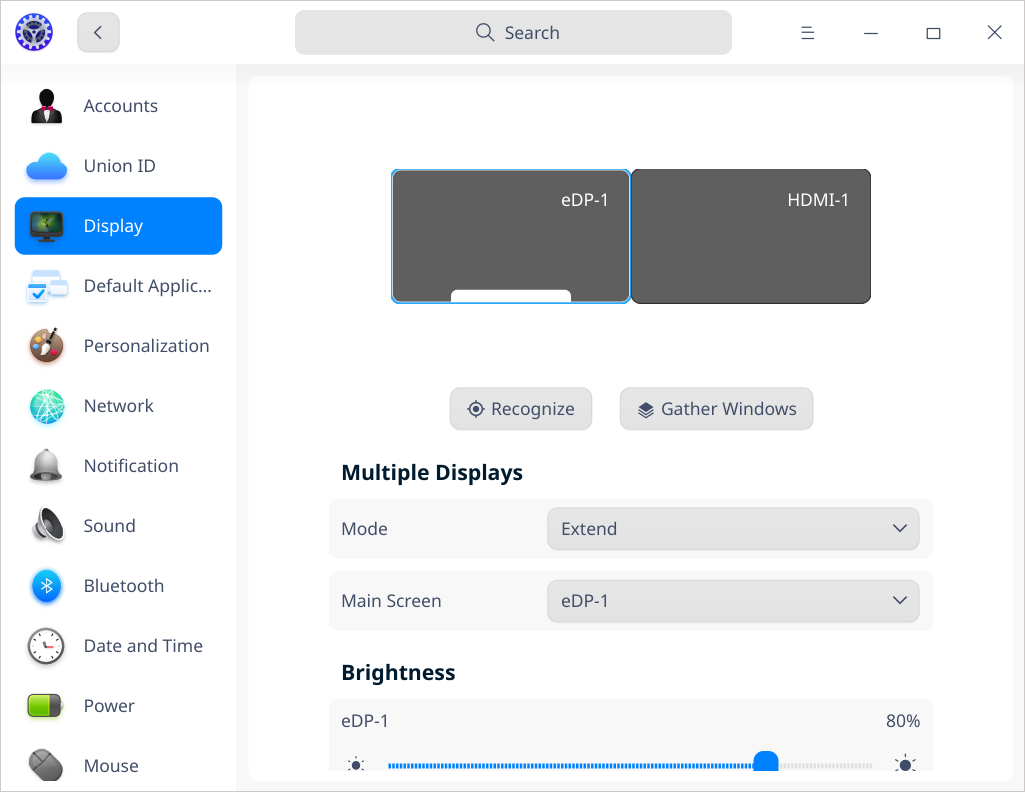 Search
Accounts
Union ID
Display
Default Applic...
Personalization
Network
Notification
Sound
Bluetooth
Date and Time
Power
Mouse
eDP-1
HDMI-1
Recognize
Gather Windows
Multiple Displays
Mode
Extend
Main Screen
eDP-1
Brightness
eDP-1
80%